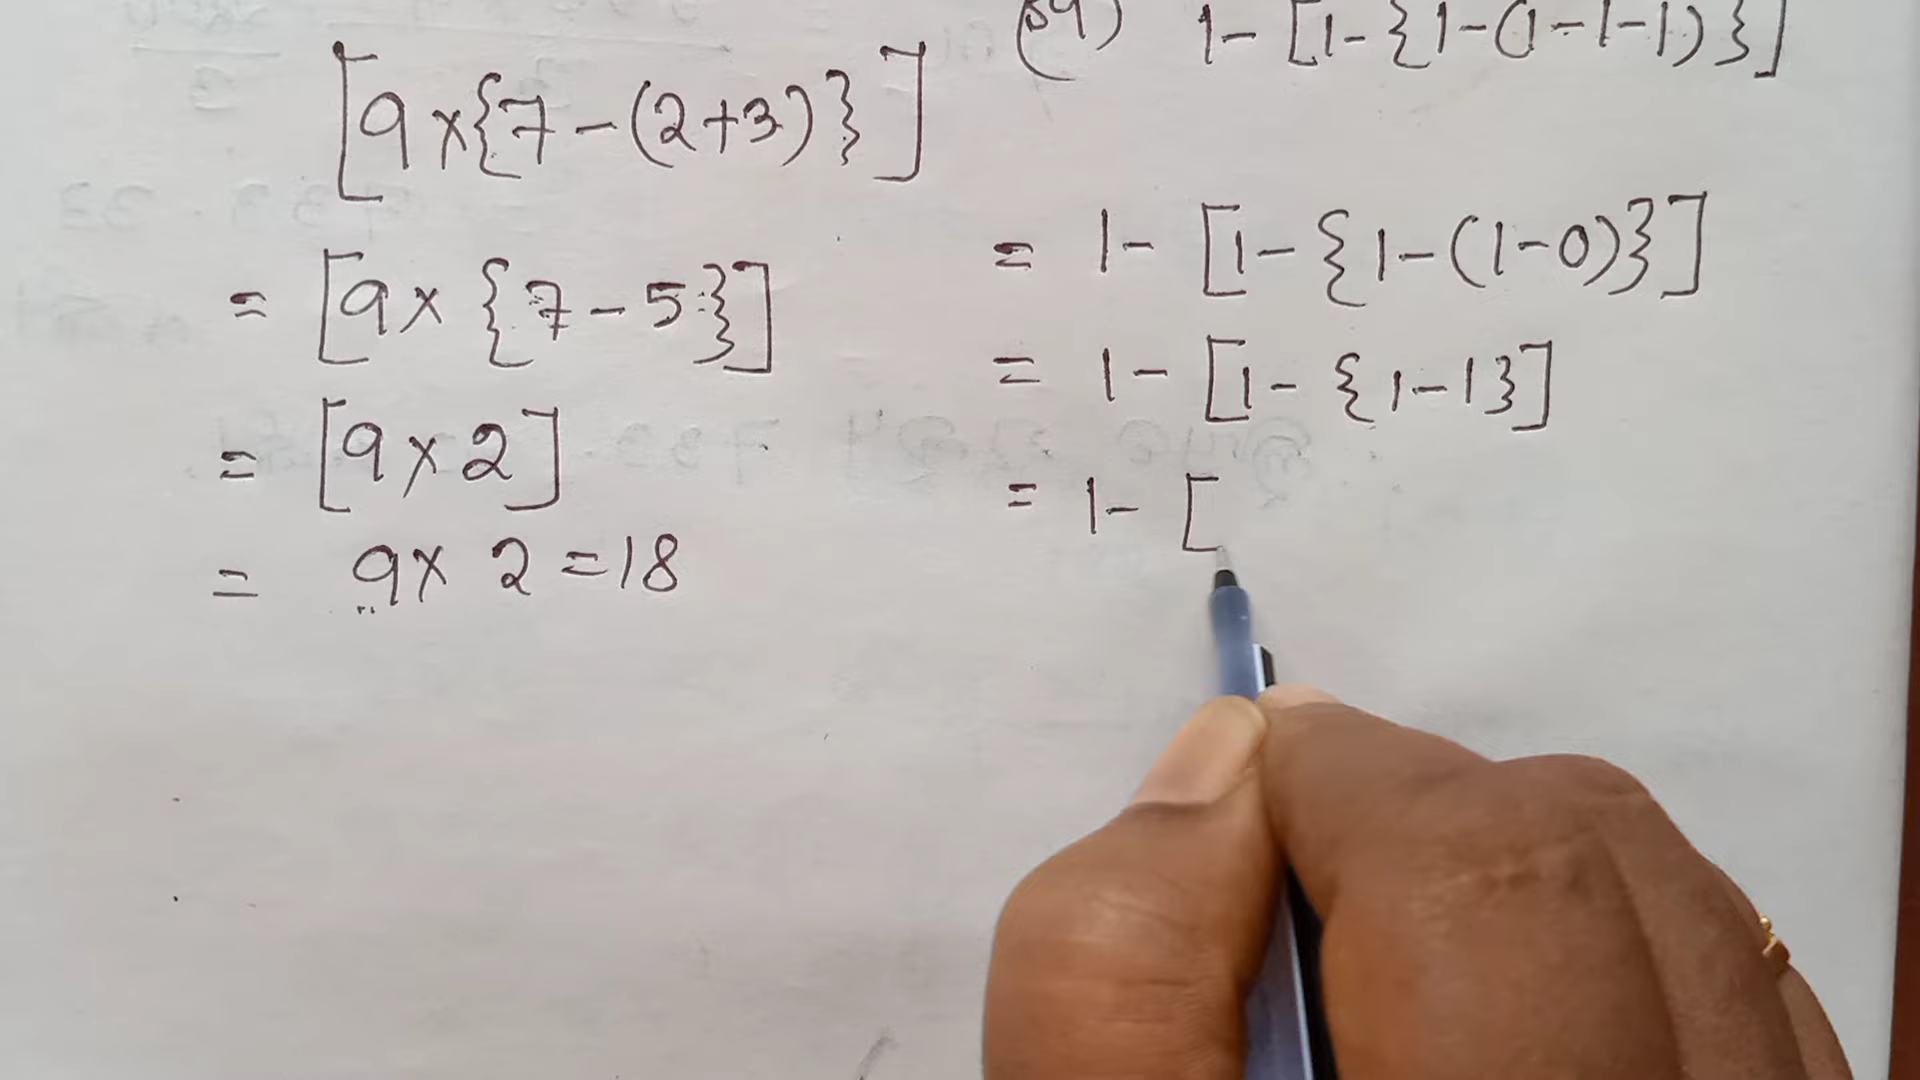 [9×{7-(2+3)}]
= [9× {7-5}]
= [9×2]
= 9× 2=18
1- [1-{1-(1-1-1)}]
= 1- [1-{1-(1-0)}]
= 1- [1- {1-1}]
= 1- [